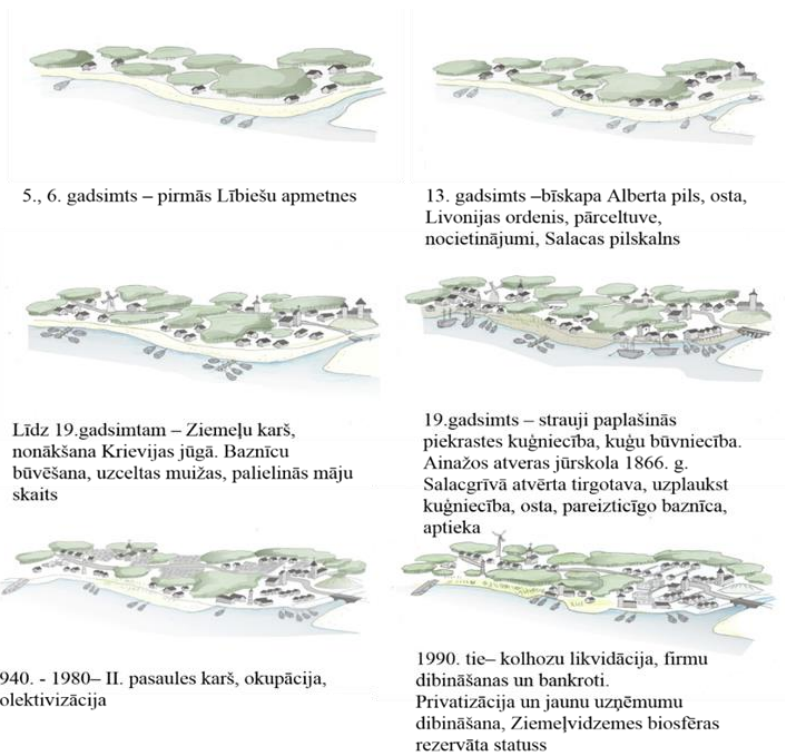 5., 6. gadsimts – pirmās Lībiešu apmetnes
13. gadsimts –bīskapa Alberta pils, osta,
Livonijas ordenis, pārceltuve,
nocietinājumi, Salacas pilskalns
Līdz 19.gadsimtam – Ziemeļu karš,
nonākšana Krievijas jūgā. Baznīcu
būvēšana, uzceltas muižas, palielinās māju
skaits
19.gadsimts – strauji paplašinās
piekrastes kuģniecība, kuģu būvniecība.
Ainažos atveras jūrskola 1866. g.
Salacgrīvā atvērta tirgotava, uzplaukst
kuģniecība, osta, pareizticīgo baznīca,
aptieka
940. - 1980– II. pasaules karš, okupācija,
olektivizācija
1990. tie– kolhozu likvidācija, firmu
dibināšanas un bankroti.
Privatizācija un jaunu uzņēmumu
dibināšana, Ziemeļvidzemes biosfēras
rezervāta statuss